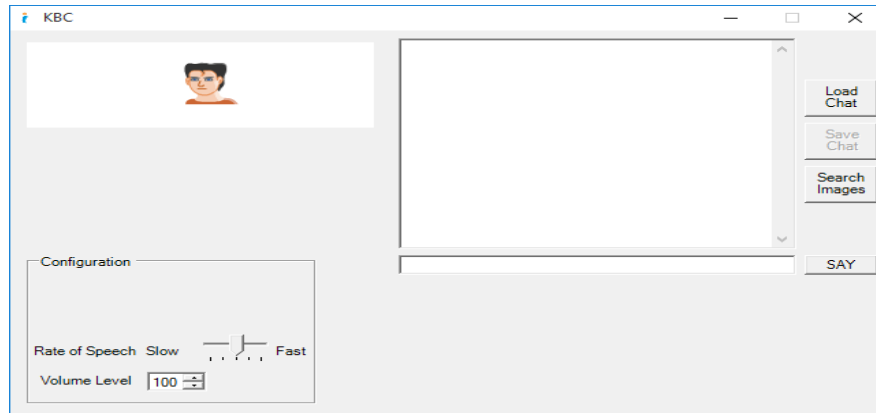 KBC
Load
Chat
Save
Chat
Search
Images
SAY
Configuration
Rate of Speech Slow Fast
Volume Level 100